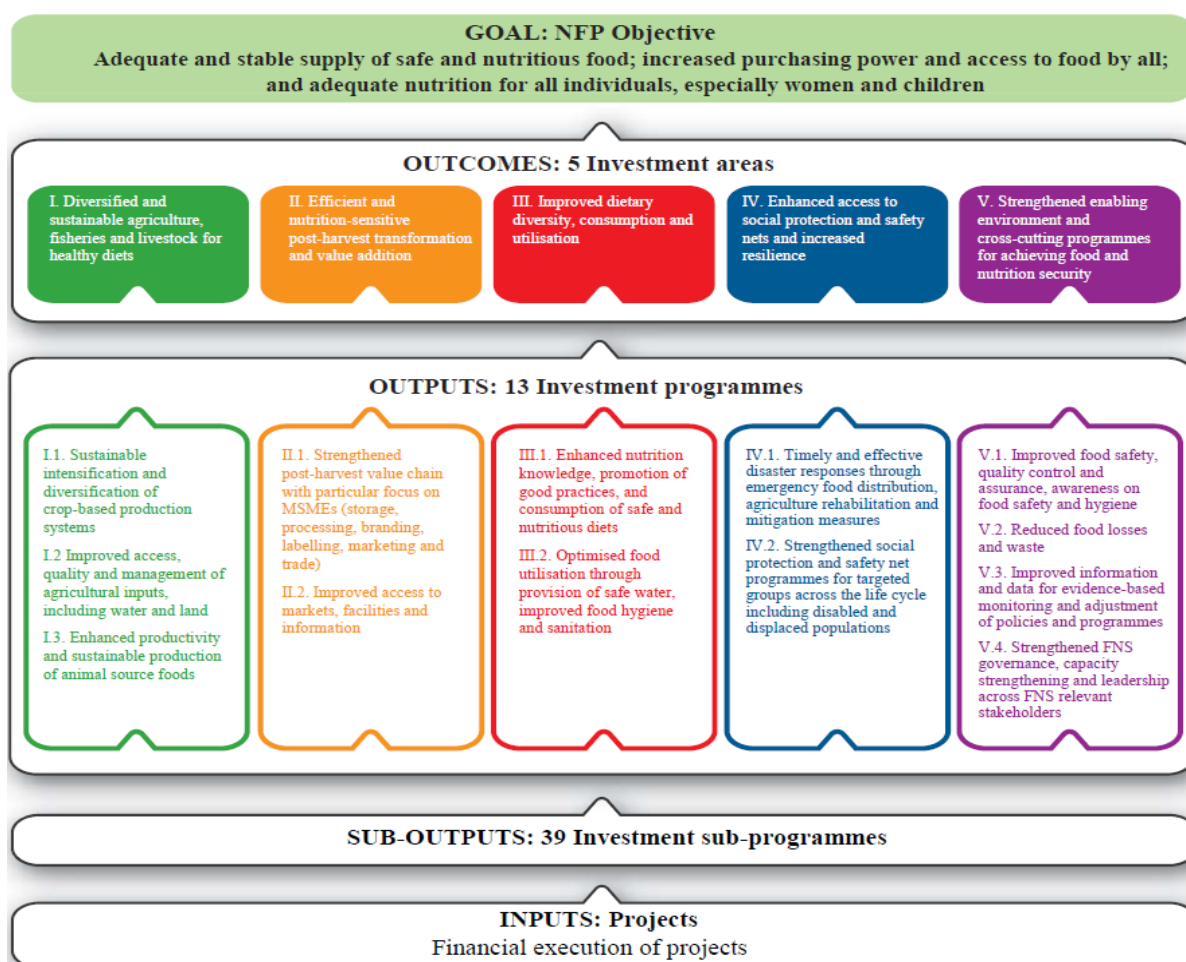 GOAL: NFP Objective
Adequate and stable supply of safe and nutritious food; increased purchasing power and access to food by all;
and adequate nutrition for all individuals, especially women and children
OUTCOMES: 5 Investment areas
I. Diversified and
sustainable agriculture,
fisheries and livestock for
healthy diets
II. Efficient and
nutrition-sensitive
post-harvest transformation
and value addition
III. Improved dietary
diversity, consumption and
utilisation
IV. Enhanced access to
social protection and safety
nets and increased
resilience
V. Strengthened enabling
environment and
cross-cutting programmes
for achieving food and
nutrition security
OUTPUTS: 13 Investment programmes
I.1. Sustainable
intensification and
diversification of
crop-based production
systems
I.2 Improved access,
quality and management of
agricultural inputs,
including water and land
I.3. Enhanced productivity
and sustainable production
of animal source foods
II.1. Strengthened
post-harvest value chain
with particular focus on
MSMEs (storage,
processing, branding,
labelling, marketing and
trade)
II.2. Improved access to
markets, facilities and
information
III.1. Enhanced nutrition
knowledge, promotion of
good practices, and
consumption of safe and
nutritious diets
III.2. Optimised food
utilisation through
provision of safe water,
improved food hygiene
and sanitation
IV.1. Timely and effective
disaster responses through
emergency food distribution,
agriculture rehabilitation and
mitigation measures
IV.2. Strengthened social
protection and safety net
programmes for targeted
groups across the life cycle
including disabled and
displaced populations
V.1. Improved food safety,
quality control and
assurance, awareness on
food safety and hygiene
V.2. Reduced food losses
and waste
V.3. Improved information
and data for evidence-based
monitoring and adjustment
of policies and programmes
V.4. Strengthened FNS
governance, capacity
strengthening and leadership
across FNS relevant
stakeholders
SUB-OUTPUTS: 39 Investment sub-programmes
INPUTS: Projects
Financial execution of projects